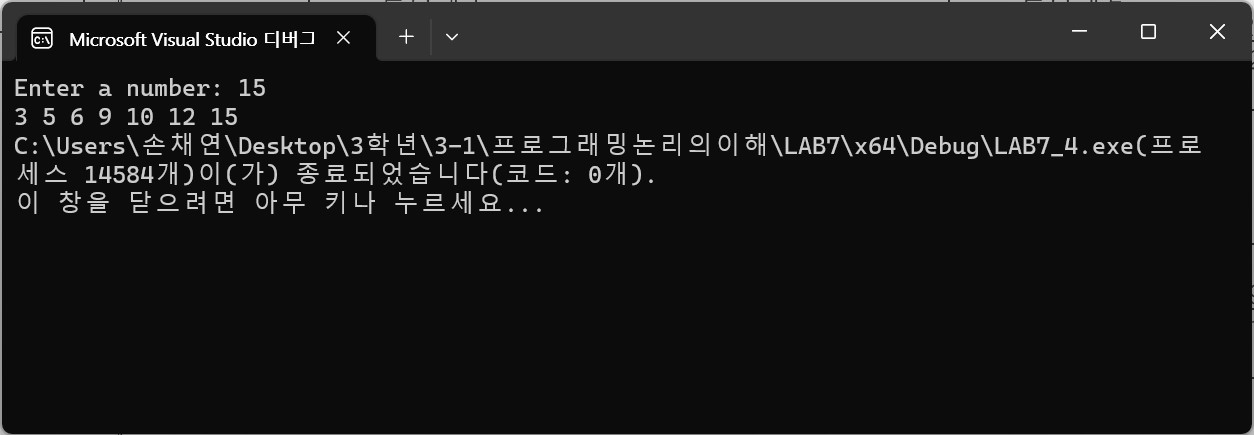 Microsoft Visual Studio 디버그
Enter a number: 15
3 5 6 9 10 12 15
C:\Users\손채연\Desktop\3학년\3-1\프로그래밍논리의이해\LAB7\x64\Debug\LAB7_4.exe(프로
세스 14584개)이(가) 종료되었습니다(코드: 0개).
이 창을 닫으려면 아무 키나 누르세요...